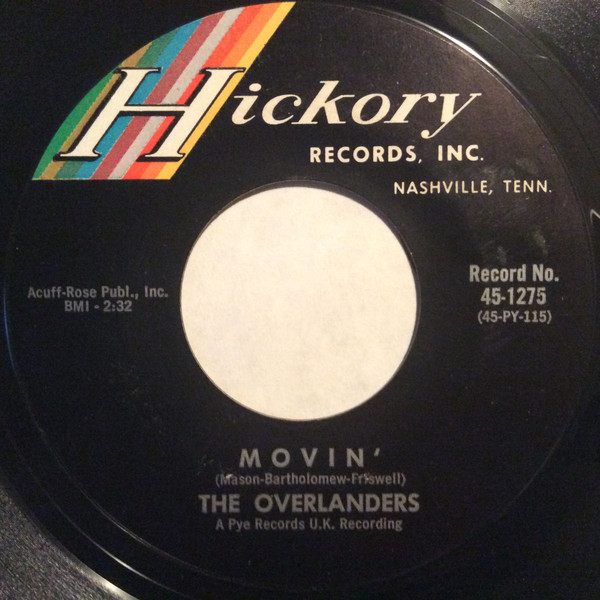 Hickory
RECORDS, INC.
NASHVILLE, TENN.
Acuff-Rose Publ., Inc.
BMI - 2:32
Record No.
45-1275
(45-PY-115)
MOVIN'
(Mason-Bartholomew-Friswell)
THE OVERLANDERS
A Pye Records U.K. Recording